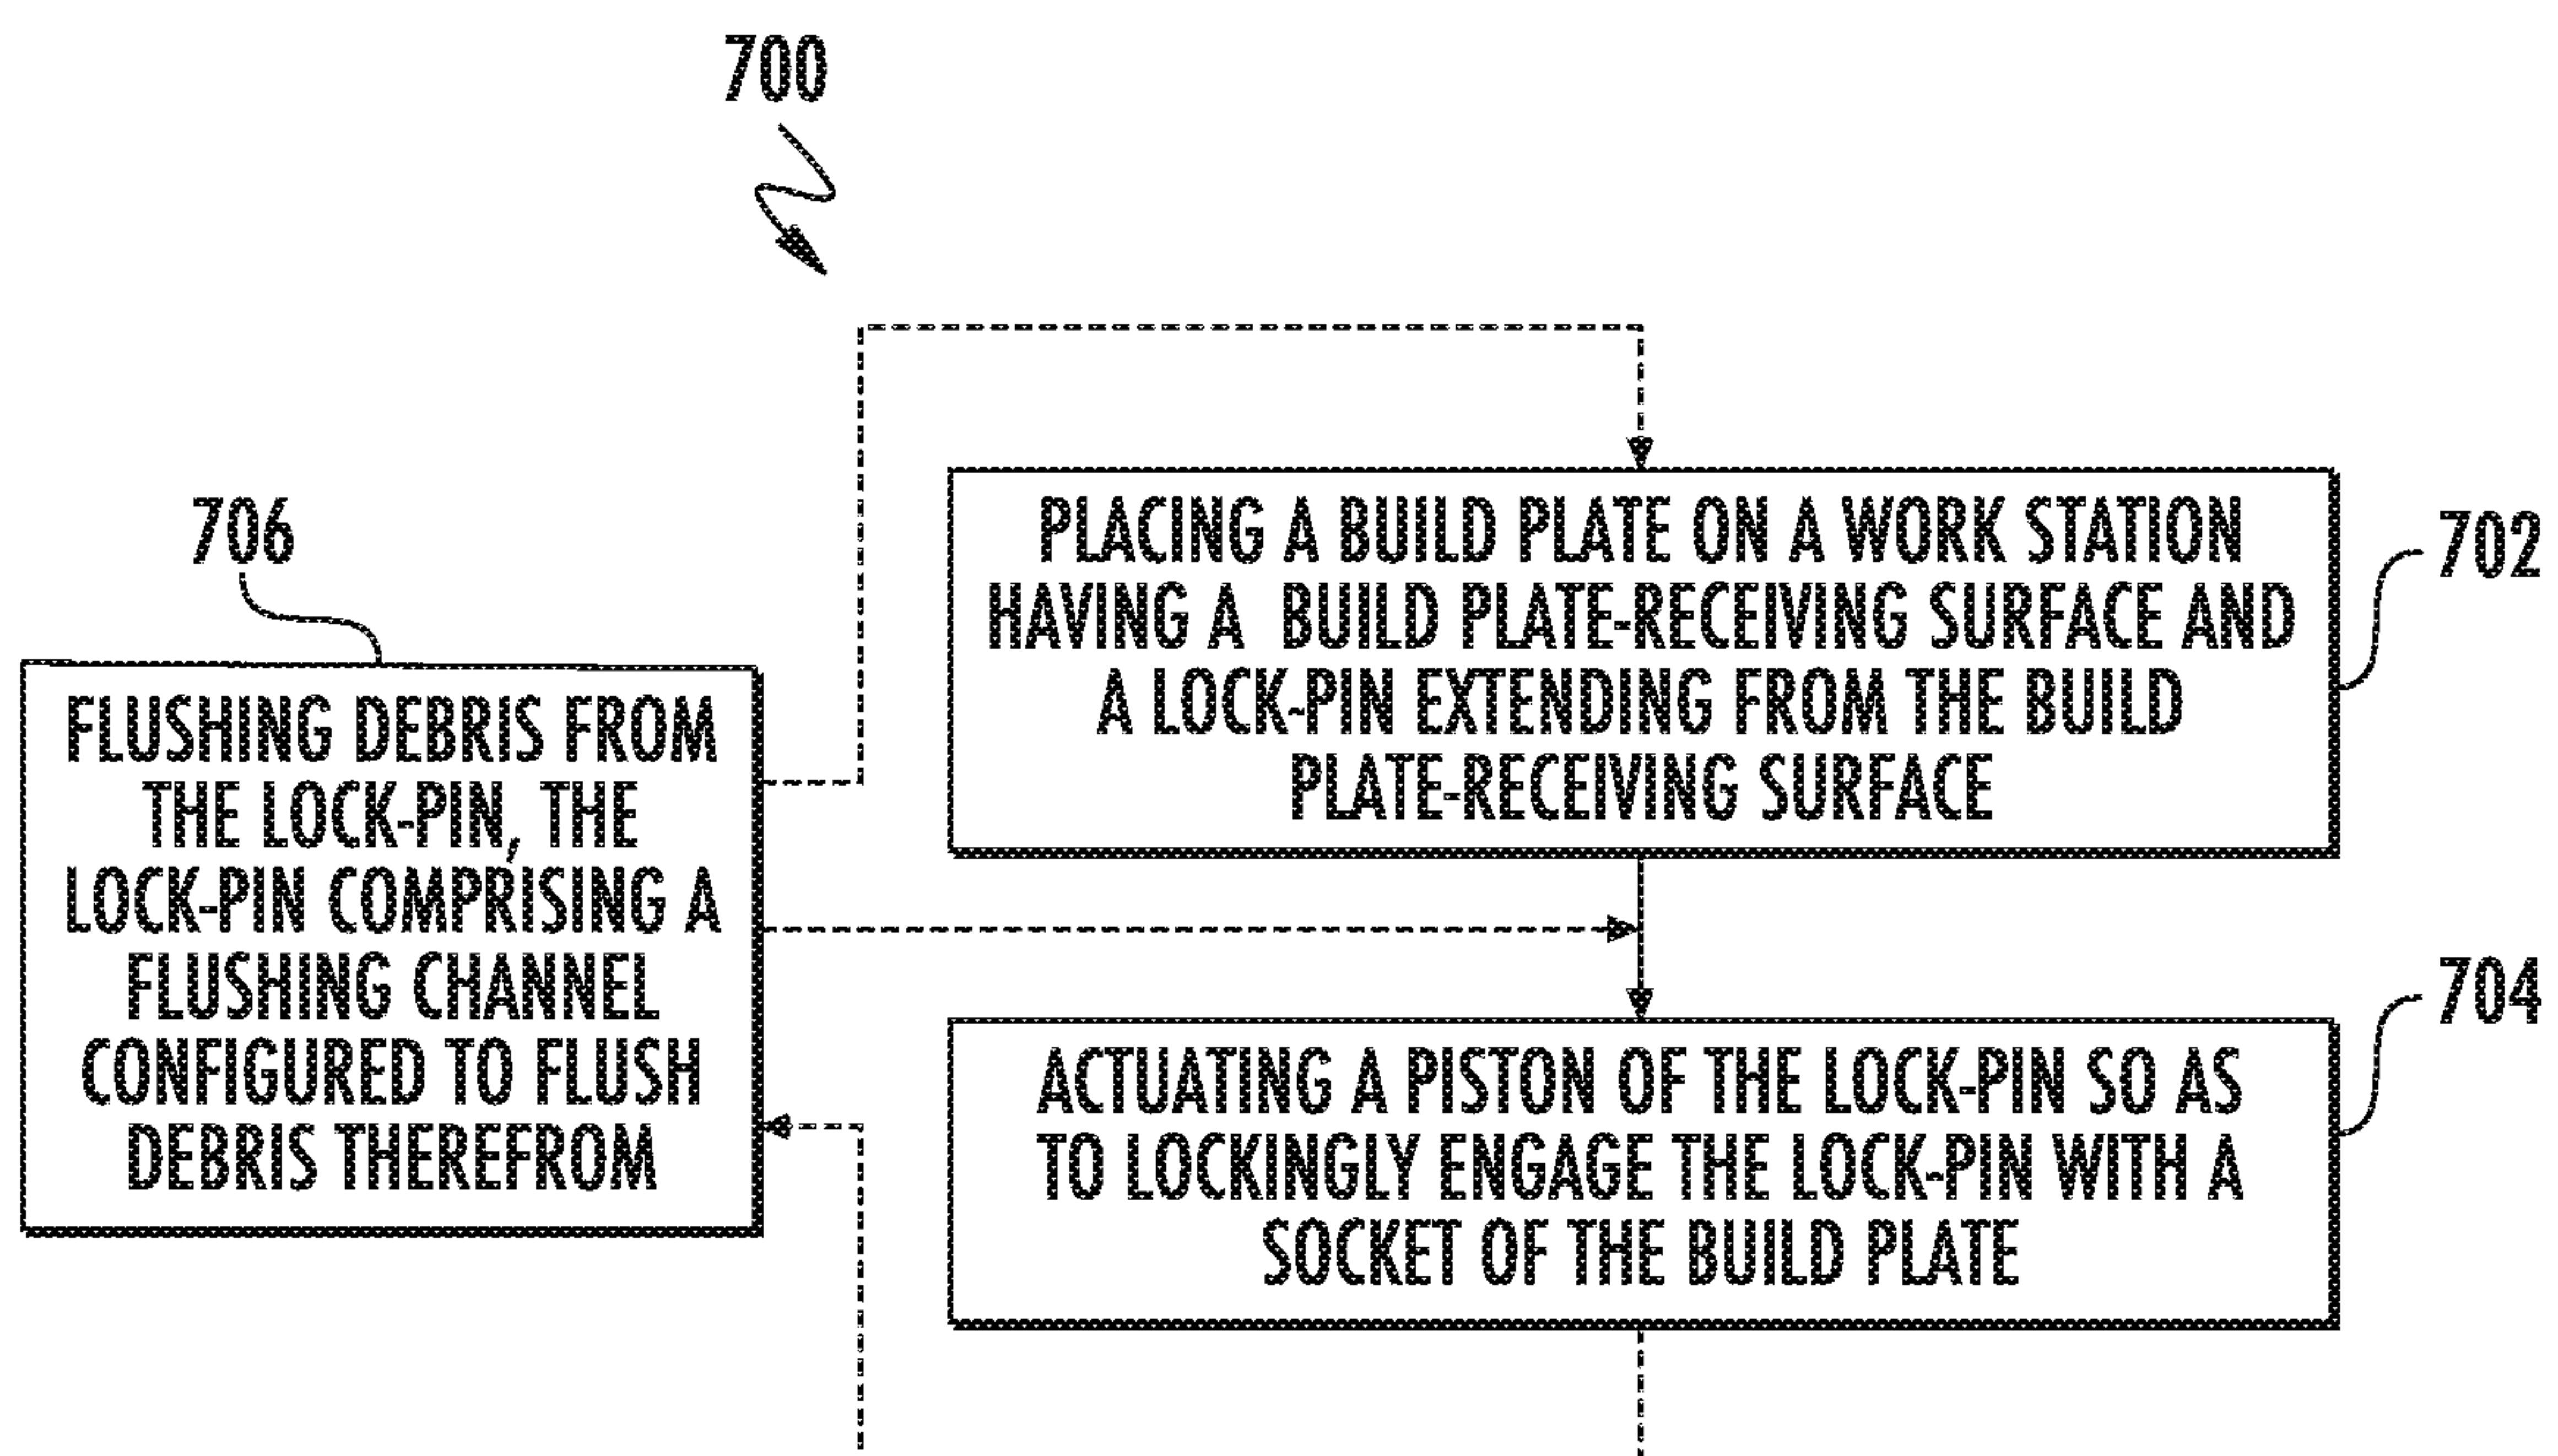 700
702
PLACING A BUILD PLATE ON A WORK STATION
HAVING A BUILD PLATE-RECEIVING SURFACE AND
A LOCK-PIN EXTENDING FROM THE BUILD
PLATE-RECEIVING SURFACE
706
FLUSHING DEBRIS FROM
THE LOCK-PIN, THE
LOCK-PIN COMPRISING A
FLUSHING CHANNEL
CONFIGURED TO FLUSH
DEBRIS THEREFROM
704
ACTUATING A PISTON OF THE LOCK-PIN SO AS
TO LOCKINGLY ENGAGE THE LOCK-PIN WITH A
SOCKET OF THE BUILD PLATE